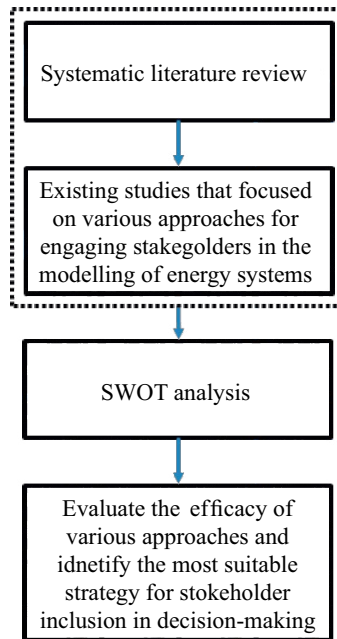 Systematic literature review
Existing studies that focused
on various approaches for
engaging stakegolders in the
modelling of energy systems
SWOT analysis
Evaluate the efficacy of
various approaches and
idnetify the most suitable
strategy for stokeholder
inclusion in decision-making